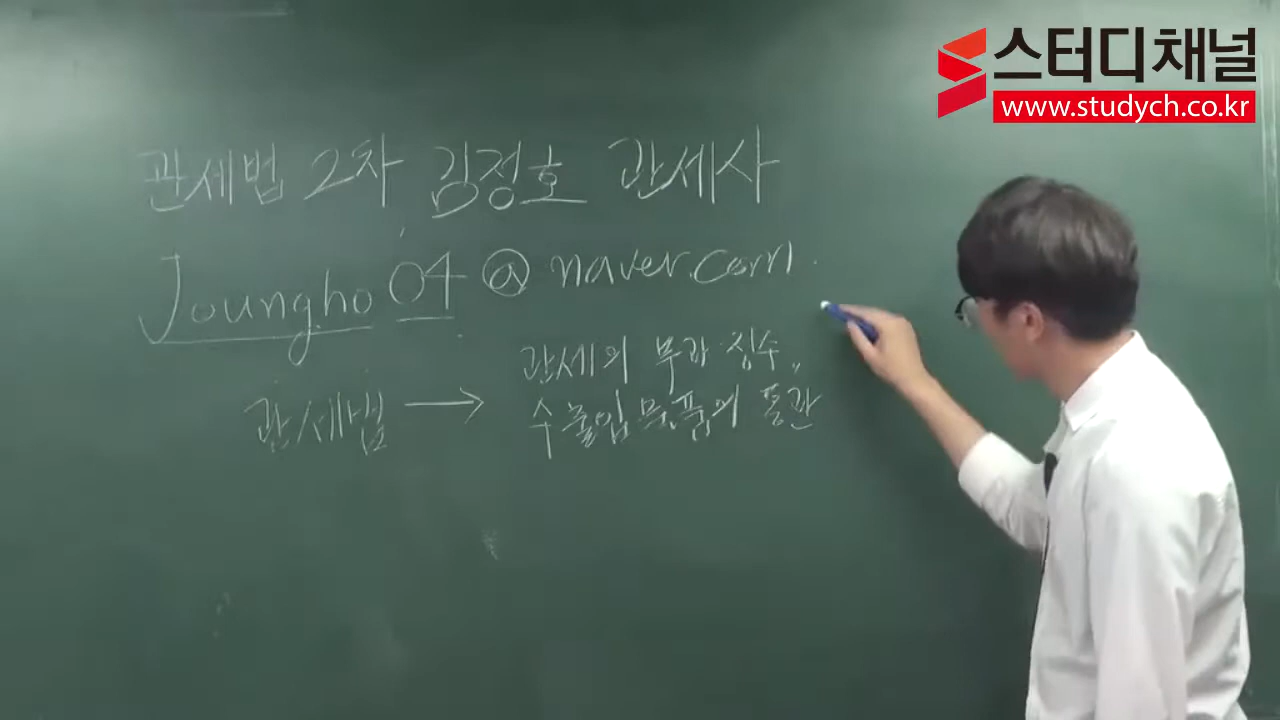 스터디채널
www.studych.co.kr
관세법 2차 김정호 관세사
Joungho04@naver.com
관세의 부과·징수,
관세법 → 수출입 물품의 통관